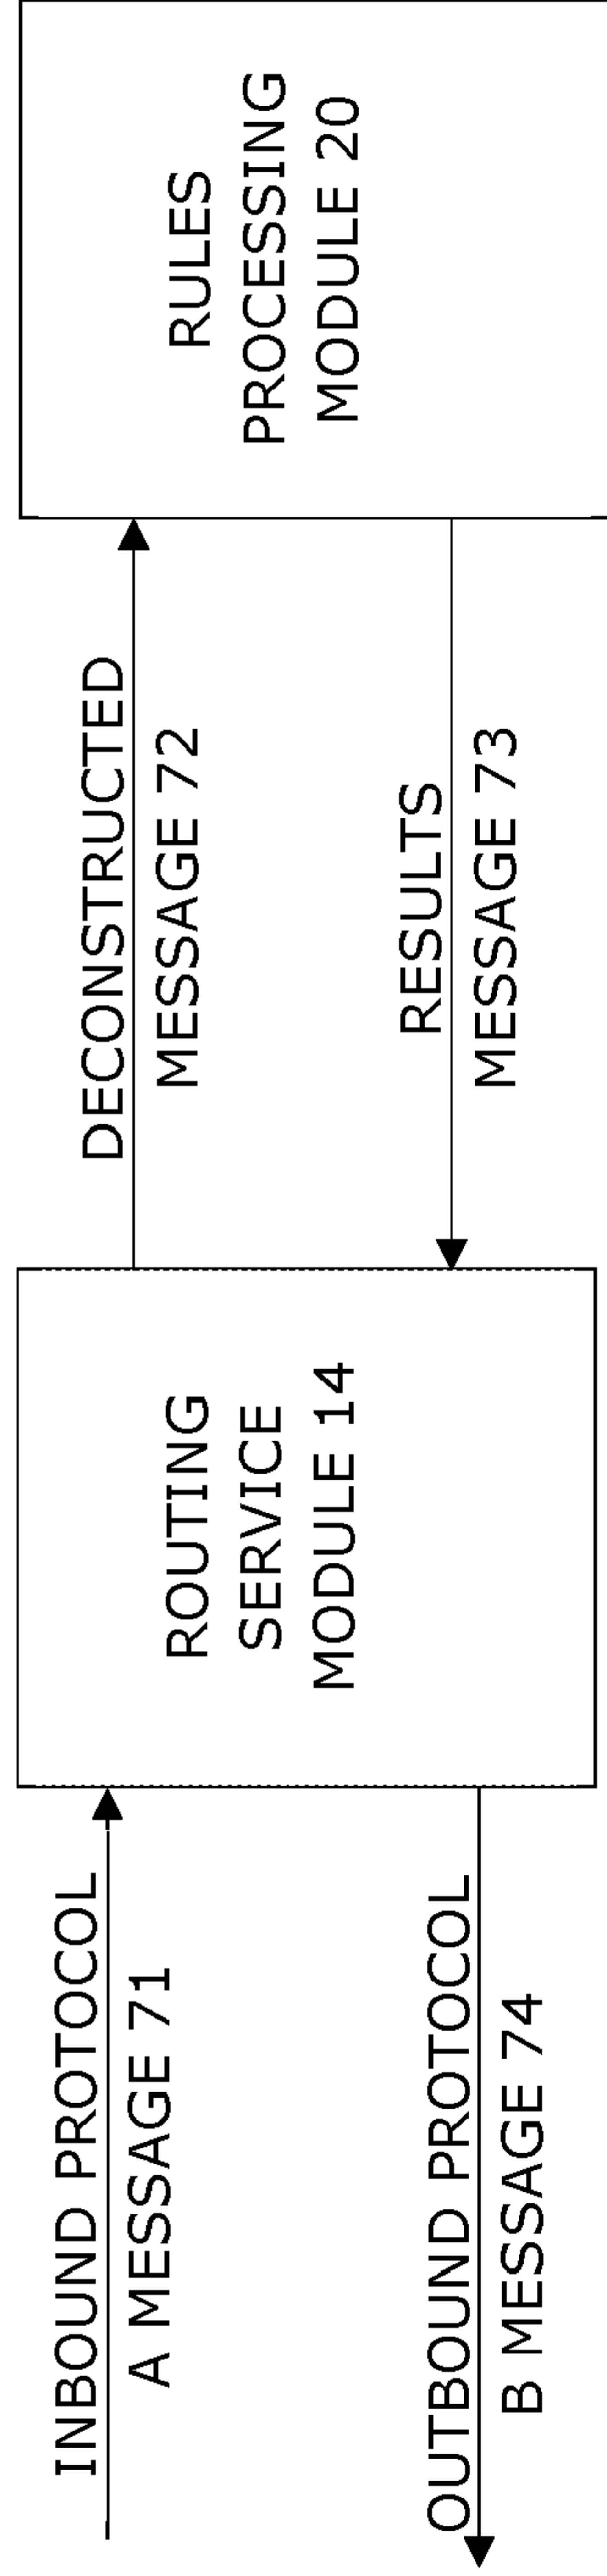 INBOUND PROTOCOL
A MESSAGE 71
OUTBOUND PROTOCOL
B MESSAGE 74
ROUTING
SERVICE
MODULE 14
DECONSTRUCTED
MESSAGE 72
RESULTS
MESSAGE 73
RULES
PROCESSING
MODULE 20